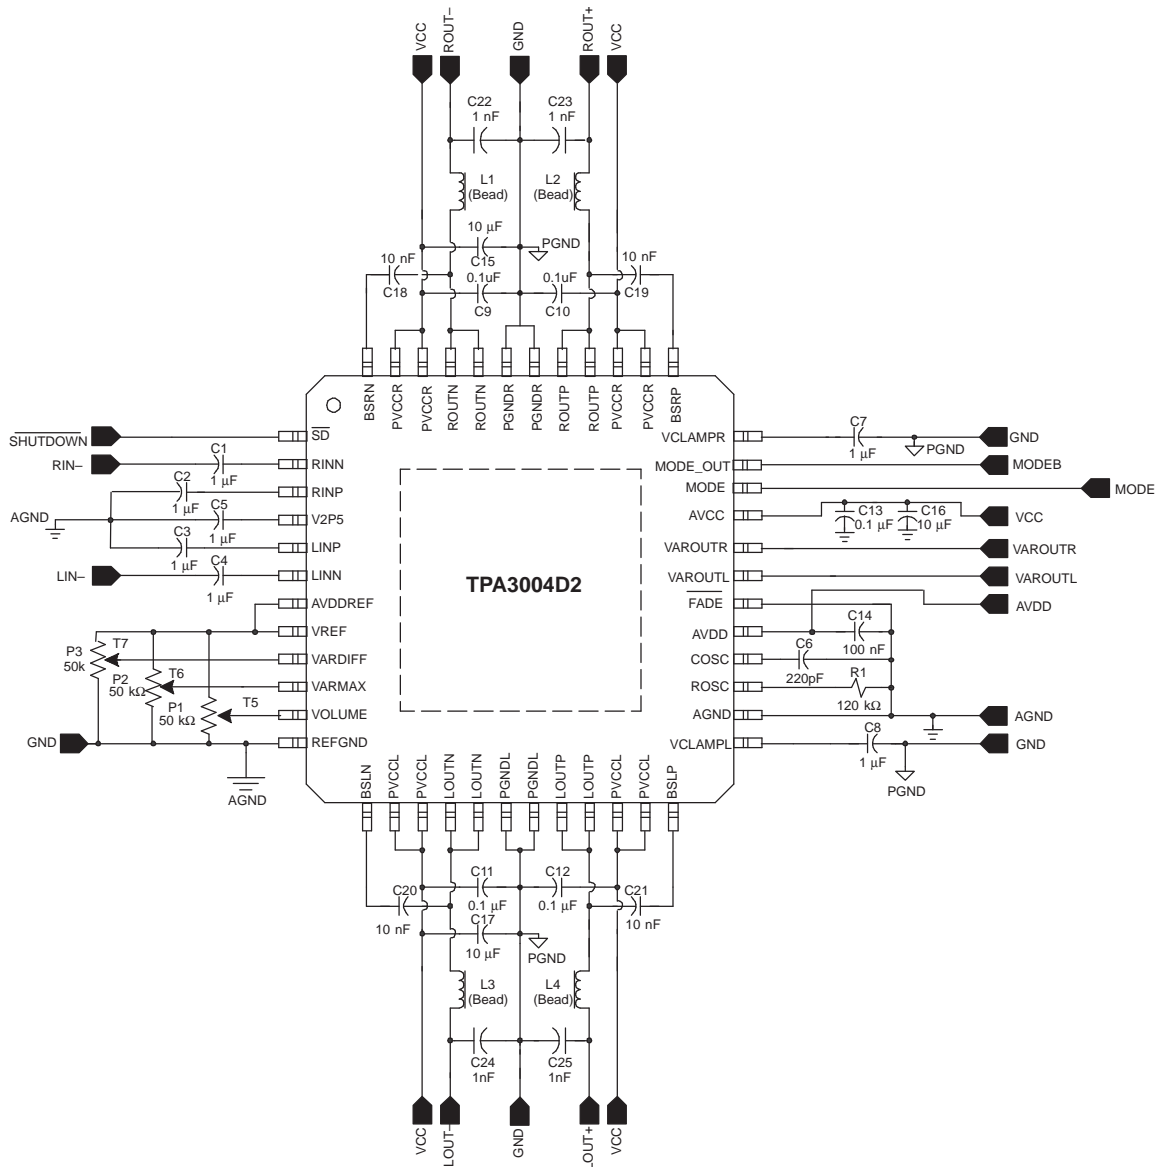 VCC
ROUT–
GND
ROUT+
VCC
C22
1 nF
C23
1 nF
L1
(Bead)
L2
(Bead)
10 µF
C15
PGND
10 nF
C18
0.1uF
C9
0.1uF
C10
10 nF
C19
BSRN
PVCCR
PVCCR
ROUTN
ROUTN
PGNDR
PGNDR
ROUTP
ROUTP
PVCCR
PVCCR
BSRP
SHUTDOWN
RIN–
AGND
LIN–
C1
1 µF
C2
1 µF
C5
1 µF
C3
1 µF
C4
1 µF
P3
50k
T7
P2
50 kΩ
T6
P1
50 kΩ
T5
GND
AGND
SD
RINN
RINP
V2P5
LINP
LINN
AVDDREF
VREF
VARDIFF
VARMAX
VOLUME
REFGND
TPA3004D2
VCLAMPR
MODE_OUT
MODE
AVCC
VAROUTR
VAROUTL
FADE
AVDD
COSC
ROSC
AGND
VCLAMPL
C7
1 µF
PGND
GND
MODEB
MODE
C13
0.1 µF
C16
10 µF
VCC
VAROUTR
VAROUTL
AVDD
C14
100 nF
C6
220pF
R1
120 kΩ
AGND
C8
1 µF
GND
PGND
BSLN
PVCCL
PVCCL
LOUTN
LOUTN
PGNDL
PGNDL
LOUTP
LOUTP
PVCCL
PVCCL
BSLP
C20
10 nF
C11
0.1 µF
C12
0.1 µF
C21
10 nF
C17
10 µF
PGND
L3
(Bead)
L4
(Bead)
C24
1nF
C25
1nF
VCC
LOUT–
GND
LOUT+
VCC